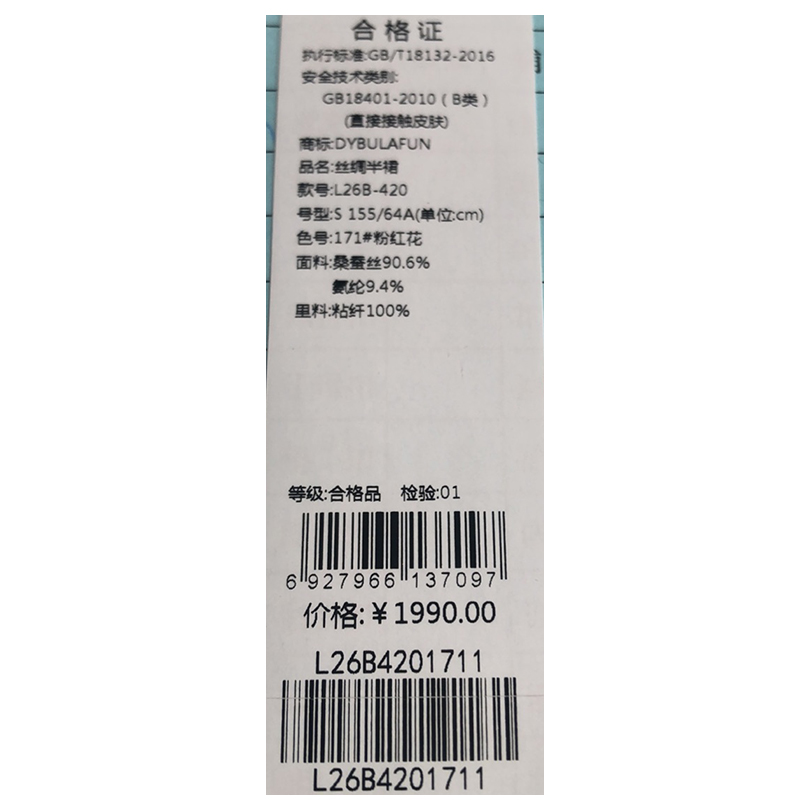 合格证
执行标准:GB/T18132-2016
安全技术类别:
GB18401-2010（B类）
(直接接触皮肤)
商标:DYBULAFUN
品名:丝绸半裙
款号:L26B-420
号型:S 155/64A(单位:cm)
色号:171#粉红花
面料:桑蚕丝90.6%
氨纶9.4%
里料:粘纤100%
等级:合格品 检验:01
6 927966 137097
价格:￥1990.00
L26B4201711
L26B4201711